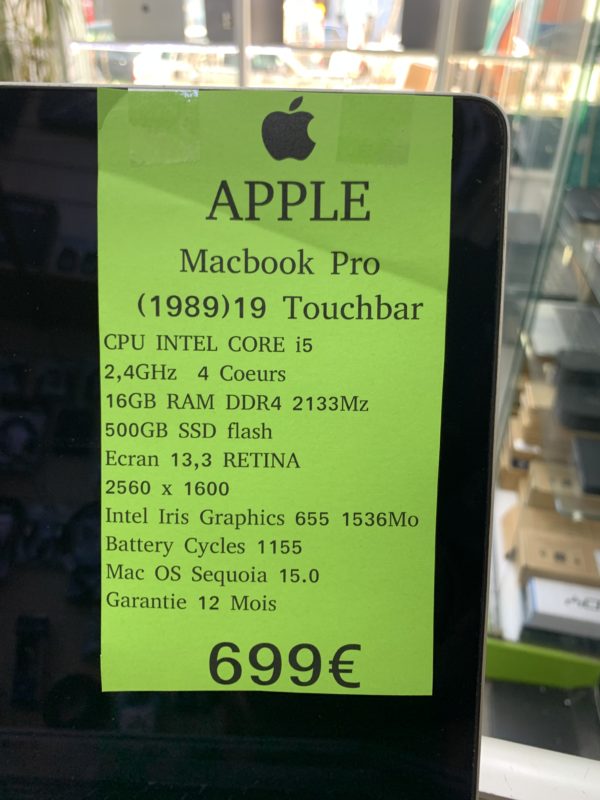 APPLE
Macbook Pro
(1989)19 Touchbar
CPU INTEL CORE i5
2,4GHz 4 Coeurs
16GB RAM DDR4 2133Mz
500GB SSD flash
Ecran 13,3 RETINA
2560 x 1600
Intel Iris Graphics 655 1536Mo
Battery Cycles 1155
Mac OS Sequoia 15.0
Garantie 12 Mois
699€